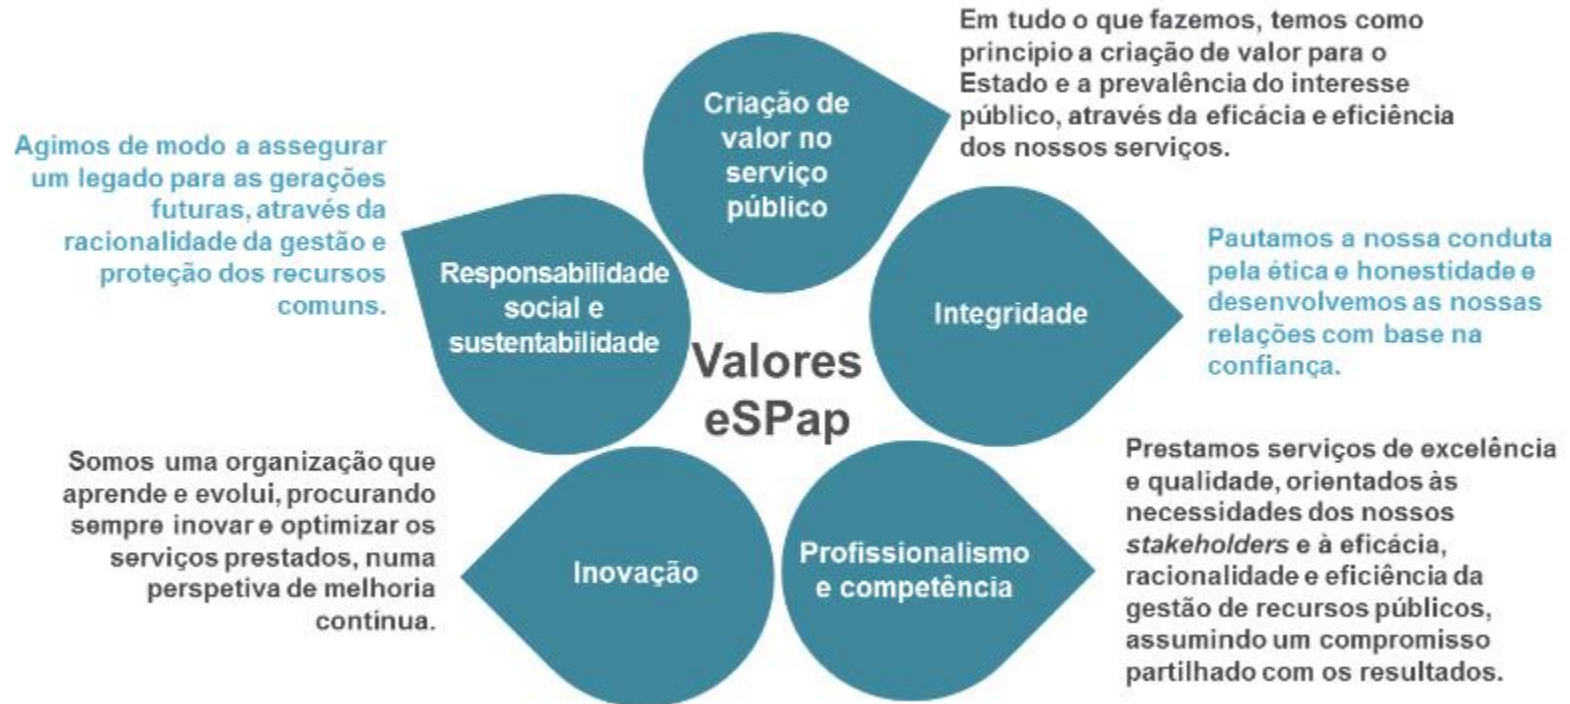 Em tudo o que fazemos, temos como
principio a criação de valor para o
Estado e a prevalência do interesse
público, através da eficácia e eficiência
dos nossos serviços.
Criação de
valor no
serviço
público
Agimos de modo a assegurar
um legado para as gerações
futuras, através da
racionalidade da gestão e
proteção dos recursos
comuns.
Responsabilidade
social e
sustentabilidade
Integridade
Pautamos a nossa conduta
pela ética e honestidade e
desenvolvemos as nossas
relações com base na
confiança.
Valores
eSPap
Somos uma organização que
aprende e evolui, procurando
sempre inovar e optimizar os
serviços prestados, numa
perspetiva de melhoria
continua.
Inovação
Profissionalismo
e competência
Prestamos serviços de excelência
e qualidade, orientados às
necessidades dos nossos
stakeholders e à eficácia,
racionalidade e eficiência da
gestão de recursos públicos,
assumindo um compromisso
partilhado com os resultados.